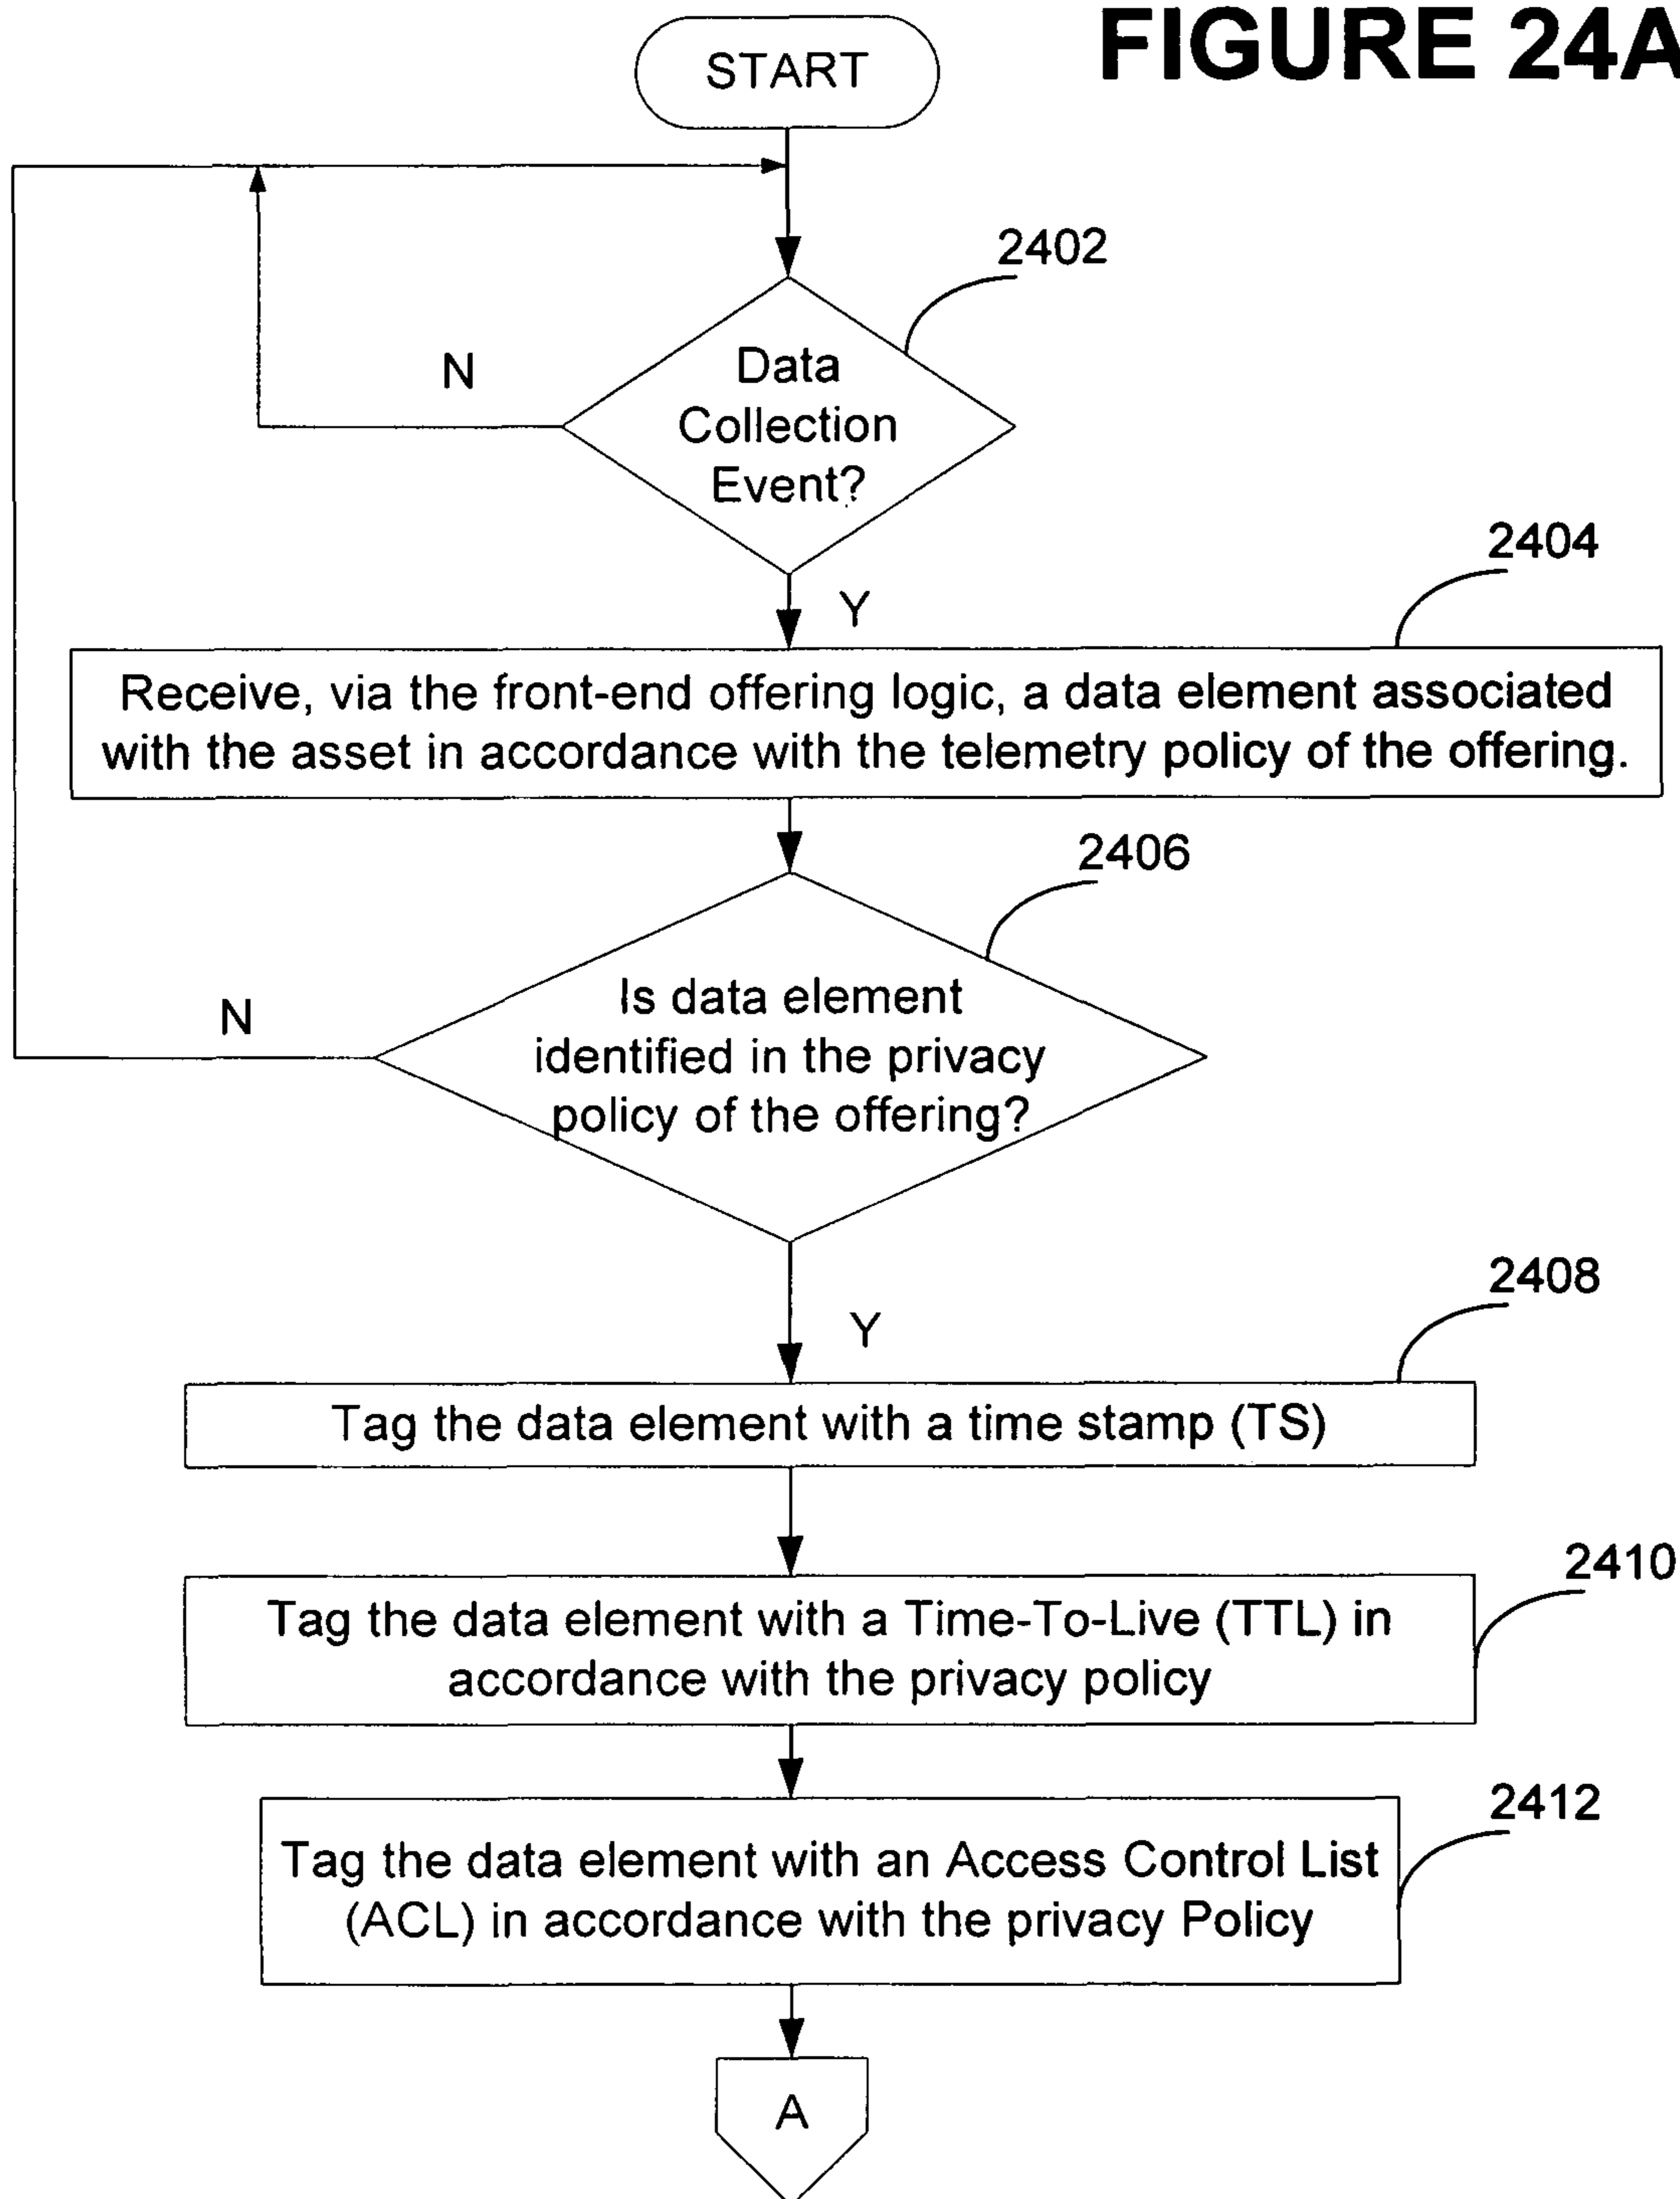 FIGURE 24A
START
2402
Data
Collection
Event?
N
Y
2404
Receive, via the front-end offering logic, a data element associated
with the asset in accordance with the telemetry policy of the offering.
2406
Is data element
identified in the privacy
policy of the offering?
N
Y
2408
Tag the data element with a time stamp (TS)
2410
Tag the data element with a Time-To-Live (TTL) in
accordance with the privacy policy
2412
Tag the data element with an Access Control List
(ACL) in accordance with the privacy Policy
A